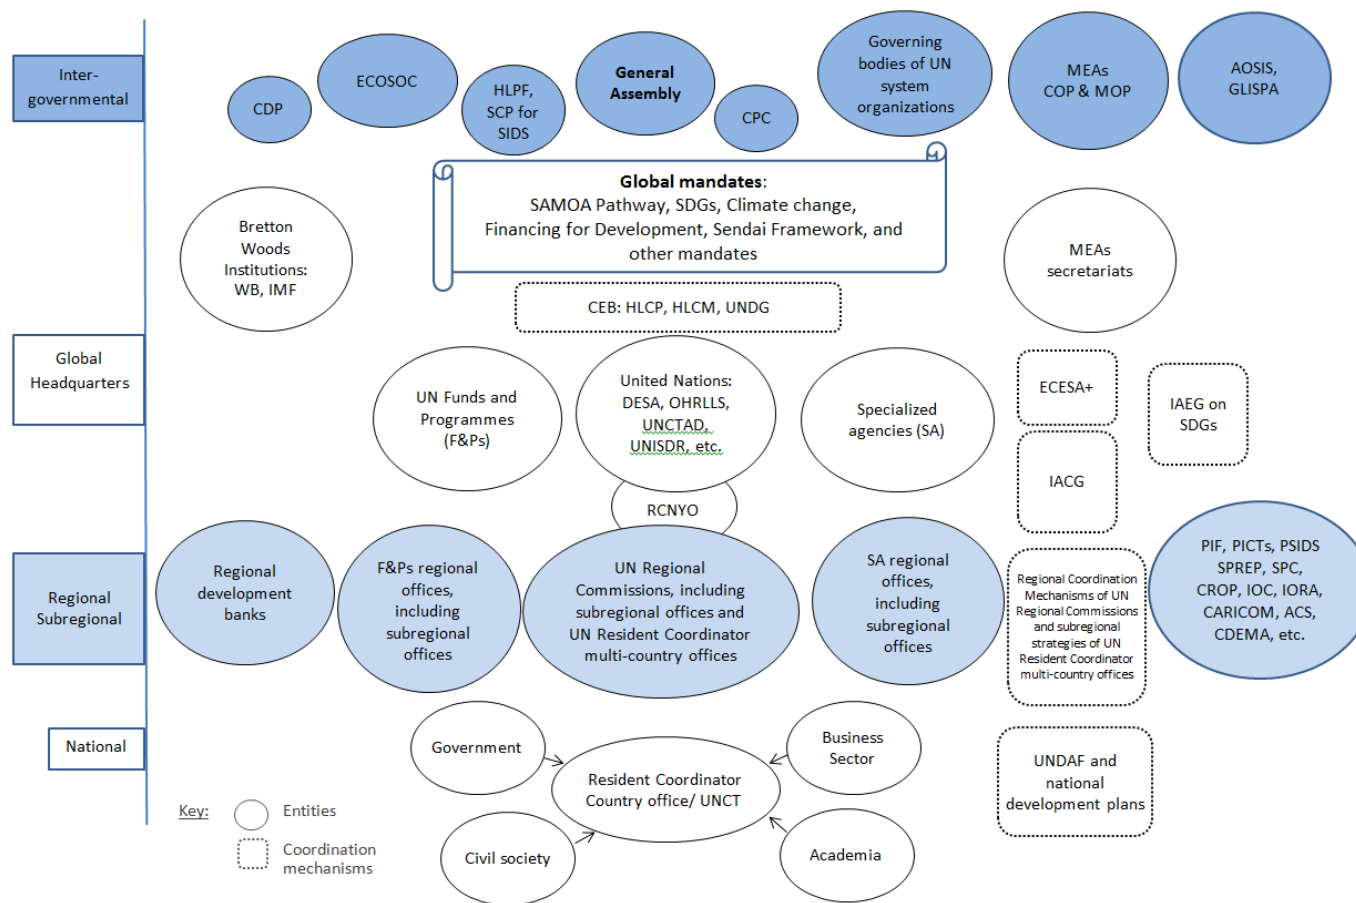 Inter-
governmental
CDP
ECOSOC
HLPF,
SCP for
SIDS
General
Assembly
CPC
Governing
bodies of UN
system
organizations
MEAs
COP & MOP
AOSIS,
GLISPA
Global mandates:
SAMOA Pathway, SDGs, Climate change,
Financing for Development, Sendai Framework, and
other mandates
Bretton
Woods
Institutions:
WB, IMF
MEAs
secretariats
CEB: HLCP, HLCM, UNDG
Global
Headquarters
UN Funds and
Programmes
(F&Ps)
United Nations:
DESA, OHRLLS,
UNCTAD,
UNISDR, etc.
Specialized
agencies (SA)
ECESA+
IAEG on
SDGs
IACG
RCNYO
Regional
Subregional
Regional
development
banks
F&Ps regional
offices,
including
subregional
offices
UN Regional
Commissions, including
subregional offices and
UN Resident Coordinator
multi-country offices
SA regional
offices,
including
subregional
offices
Regional Coordination
Mechanisms of UN
Regional Commissions
and subregional
strategies of UN
Resident Coordinator
multi-country offices
PIF, PICTs, PSIDS
SPREP, SPC,
CROP, IOC, IORA,
CARICOM, ACS,
CDEMA, etc.
National
Government
Business
Sector
Resident Coordinator
Country office/ UNCT
Civil society
Academia
UNDAF and
national
development plans
Key:
Entities
Coordination
mechanisms